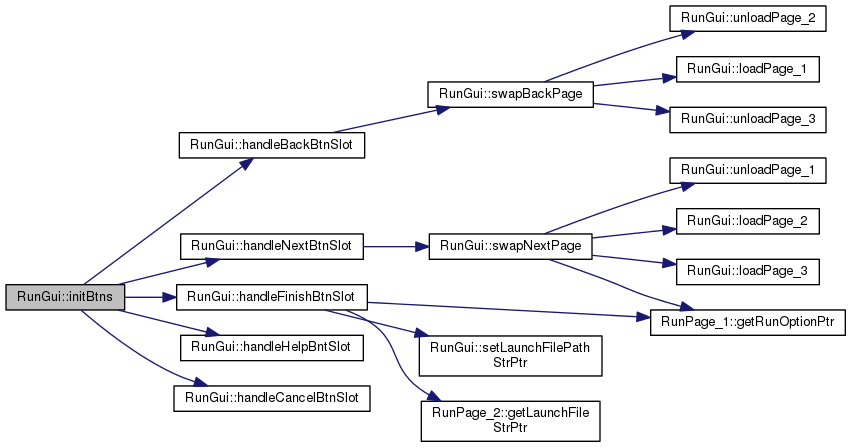 RunGui::unloadPage_2
RunGui::loadPage_1
RunGui::swapBackPage
RunGui::unloadPage_3
RunGui::handleBackBtnSlot
RunGui::unloadPage_1
RunGui::loadPage_2
RunGui::handleNextBtnSlot
RunGui::swapNextPage
RunGui::loadPage_3
RunGui::initBtns
RunGui::handleFinishBtnSlot
RunPage_1::getRunOptionPtr
RunGui::handleHelpBntSlot
RunGui::setLaunchFilePath
StrPtr
RunGui::handleCancelBtnSlot
RunPage_2::getLaunchFile
StrPtr